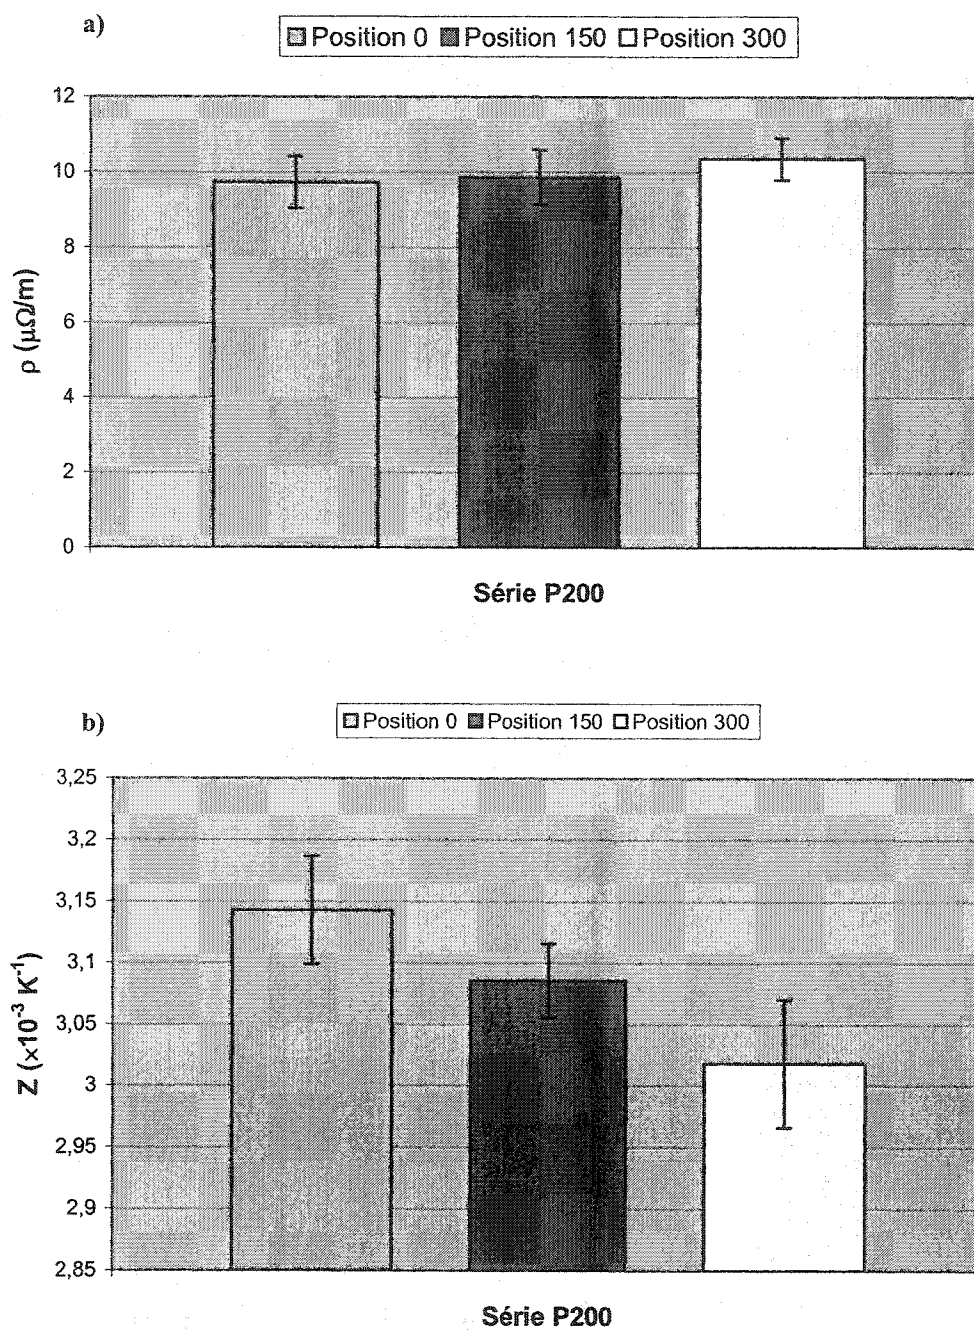 a)
Position 0 Position 150 Position 300
12
10
8
6
4
2
0
ρ (μΩ/m)
Série P200
b)
Position 0 Position 150 Position 300
3,25
3,2
3,15
3,1
3,05
3
2,95
2,9
2,85
Z (×10⁻³ K⁻¹)
Série P200